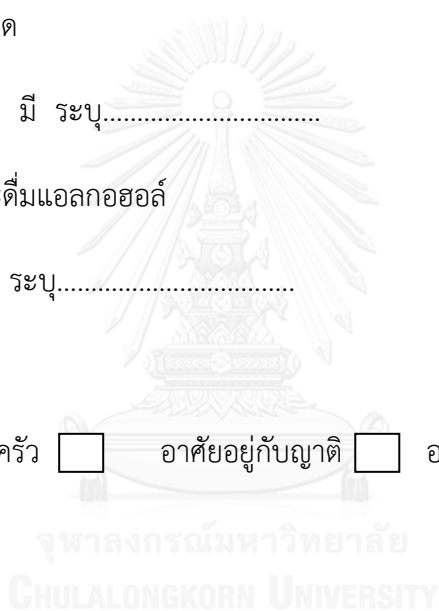 ด
มี ระบุ................................
ดื่มแอลกอฮอล์
ระบุ...................................
ครัว อาศัยอยู่กับญาติ อ
จุฬาลงกรณ์มหาวิทยาลัย
CHULALONGKORN UNIVERSITY